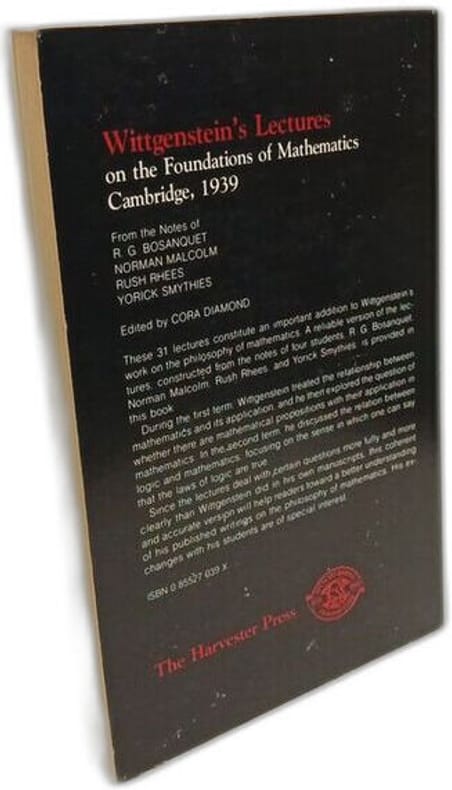 Wittgenstein's Lectures
on the Foundations of Mathematics
Cambridge, 1939
From the Notes of
R. G. BOSANQUET
NORMAN MALCOLM
RUSH RHEES
YORICK SMYTHIES
Edited by CORA DIAMOND
These 31 lectures constitute an important addition to Wittgenstein's
work on the philosophy of mathematics. A reliable version of the lec-
tures, constructed from the notes of four students, R. G. Bosanquet,
Norman Malcolm, Rush Rhees, and Yorick Smythies, is provided in
this book.
During the first term, Wittgenstein treated the relationship between
mathematics and its application, and he then explored the question of
whether there are mathematical propositions with their application in
mathematics. In the second term, he discussed the relation between
logic and mathematics, focusing on the sense in which one can say
that the laws of logic are true.
Since the lectures deal with certain questions more fully and more
clearly than Wittgenstein did in his own manuscripts, this coherent
and accurate version will help readers toward a better understanding
of his published writings on the philosophy of mathematics. His ex-
changes with his students are of special interest.
ISBN 0 85527 039 X
The Harvester Press